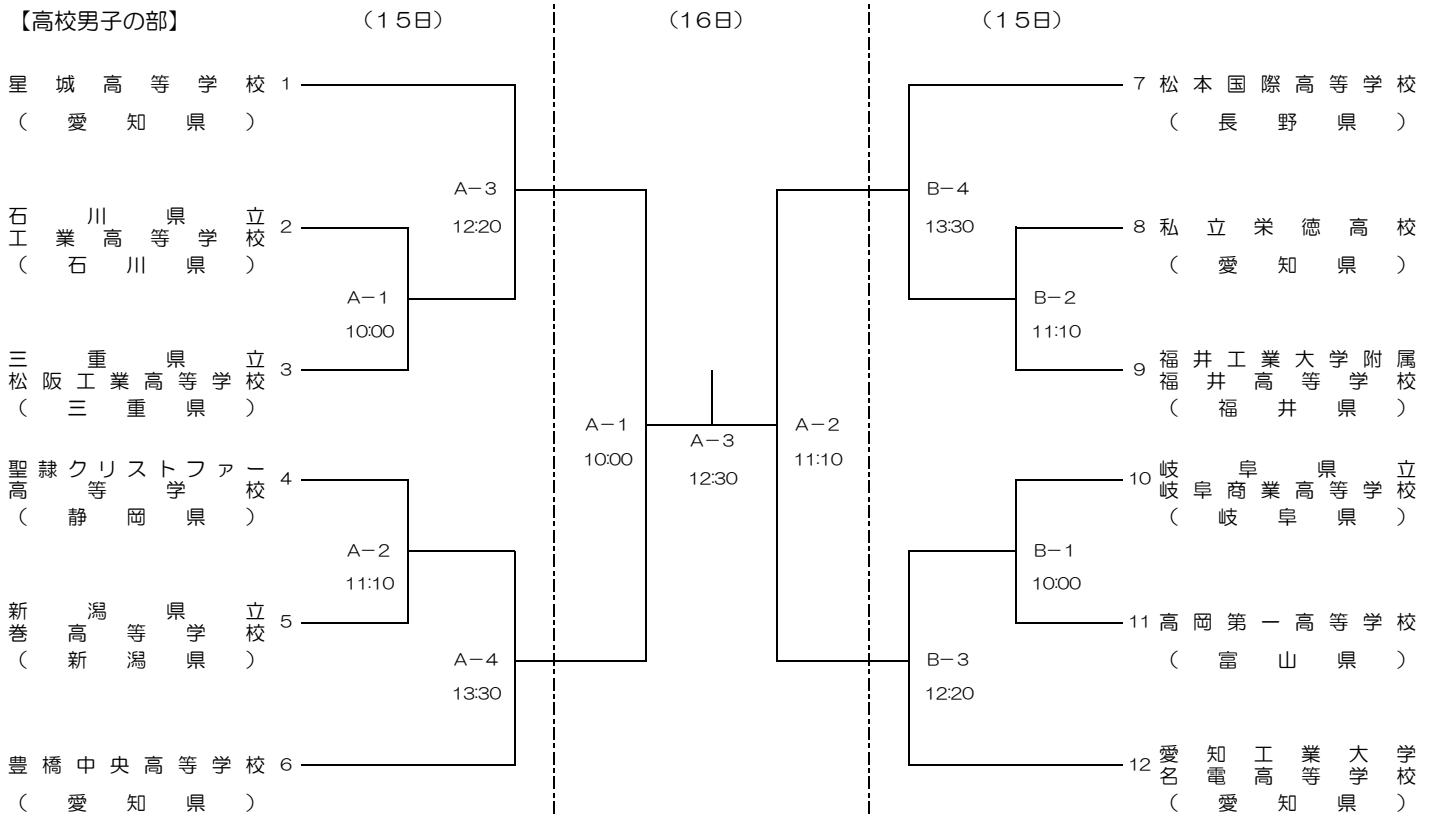 【高校男子の部】
（１５日）
（１６日）
（１５日）
星城高等学校 1
（愛知県）
石川県立
工業高等学校 2
（石川県）
三重県立
松阪工業高等学校 3
（三重県）
聖隷クリストファー
高等学校 4
（静岡県）
新潟県立
巻高等学校 5
（新潟県）
豊橋中央高等学校 6
（愛知県）
A－1
10:00
A－3
12:20
A－2
11:10
A－4
13:30
A－1
10:00
A－3
12:30
A－2
11:10
B－4
13:30
B－2
11:10
B－1
10:00
B－3
12:20
7 松本国際高等学校
（長野県）
8 私立栄徳高校
（愛知県）
9 福井工業大学附属
福井高等学校
（福井県）
10 岐阜県立
岐阜商業高等学校
（岐阜県）
11 高岡第一高等学校
（富山県）
12 愛知工業大学
名電高等学校
（愛知県）